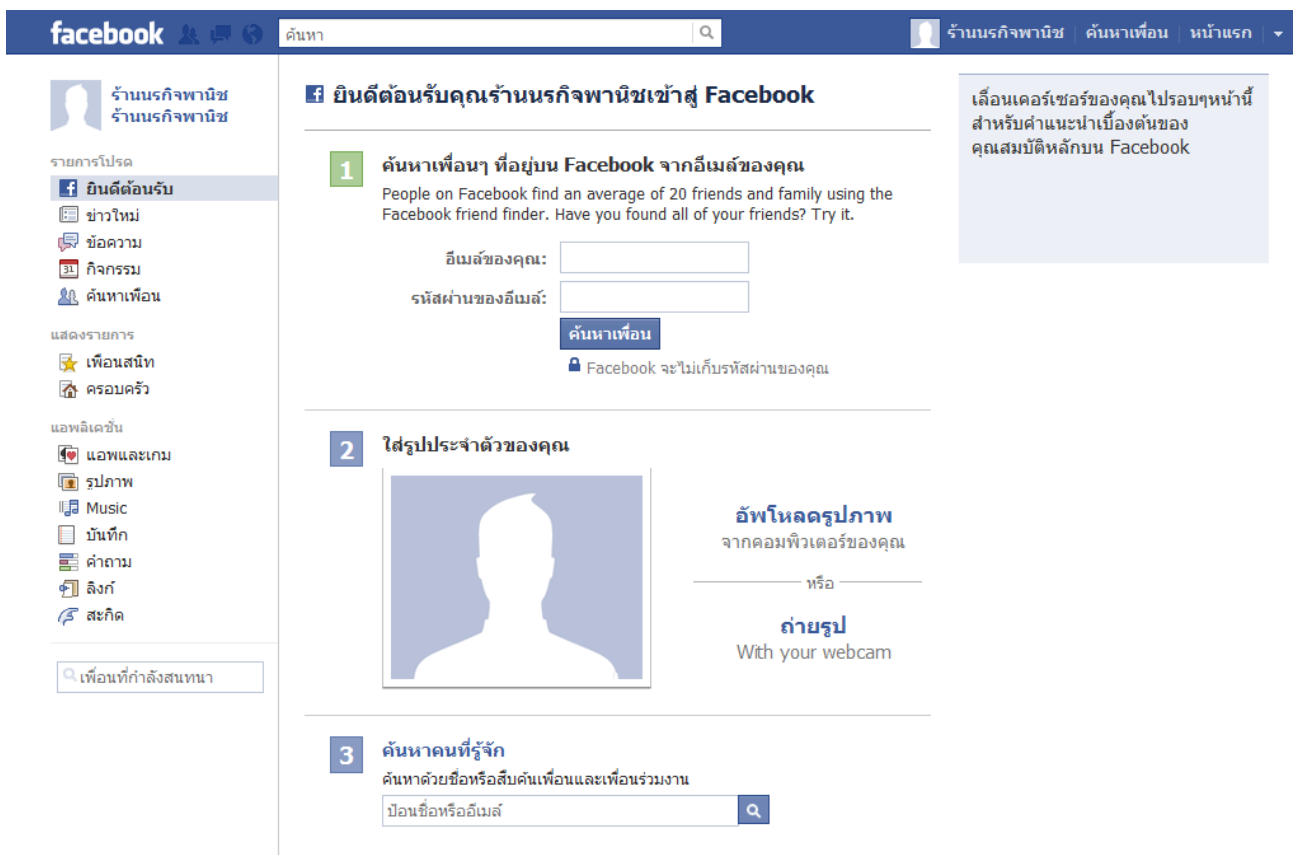 facebook
ค้นหา
ร้านนรกิจพานิช
ค้นหาเพื่อน
หน้าแรก
ร้านนรกิจพานิช
ร้านนรกิจพานิช
รายการโปรด
ยินดีต้อนรับ
ข่าวใหม่
ข้อความ
31
กิจกรรม
ค้นหาเพื่อน
แสดงรายการ
เพื่อนสนิท
ครอบครัว
แอพลิเคชั่น
แอพและเกม
รูปภาพ
Music
บันทึก
คำถาม
ลิงก์
สะกิด
เพื่อนที่กำลังสนทนา
ยินดีต้อนรับคุณร้านนรกิจพานิชเข้าสู่ Facebook
1
ค้นหาเพื่อนๆ ที่อยู่บน Facebook จากอีเมล์ของคุณ
People on Facebook find an average of 20 friends and family using the
Facebook friend finder. Have you found all of your friends? Try it.
อีเมล์ของคุณ:
รหัสผ่านของอีเมล์:
ค้นหาเพื่อน
Facebook จะไม่เก็บรหัสผ่านของคุณ
2
ใส่รูปประจำตัวของคุณ
อัพโหลดรูปภาพ
จากคอมพิวเตอร์ของคุณ
หรือ
ถ่ายรูป
With your webcam
3
ค้นหาคนที่รู้จัก
ค้นหาด้วยชื่อหรือสืบค้นเพื่อนและเพื่อนร่วมงาน
ป้อนชื่อหรืออีเมล์
เลื่อนเคอร์เซอร์ของคุณไปรอบๆหน้านี้
สำหรับคำแนะนำเบื้องต้นของ
คุณสมบัติหลักบน Facebook